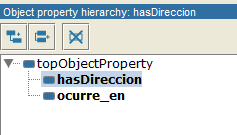 Object property hierarchy: hasDireccion
topObjectProperty
hasDireccion
ocurre_en